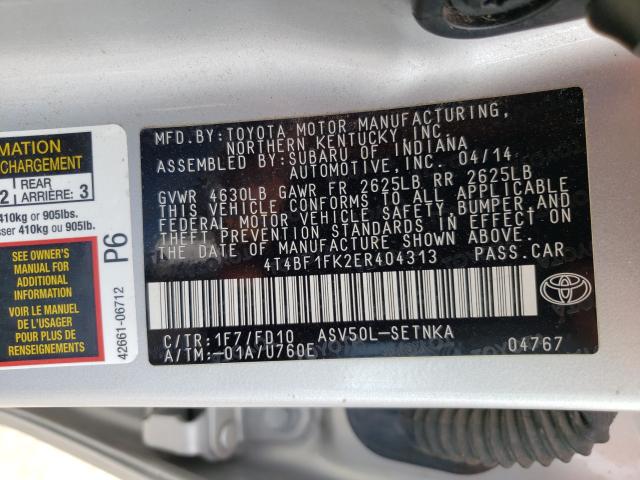 MATION
CHARGEMENT
2 REAR ARRIÈRE: 3
410kg or 905lbs.
sser 410kg ou 905lb.
SEE OWNER'S
MANUAL FOR
ADDITIONAL
INFORMATION
VOIR LE MANUEL
DE L'USAGER
POUR PLUS DE
RENSEIGNEMENTS
P6
42661-06712
MFD.BY:TOYOTA MOTOR MANUFACTURING,
NORTHERN KENTUCKY,INC.
ASSEMBLED BY:SUBARU OF INDIANA
AUTOMOTIVE,INC. 04/14
GVWR 4630LB GAWR FR 2625LB RR 2625LB
THIS VEHICLE CONFORMS TO ALL APPLICABLE
FEDERAL MOTOR VEHICLE SAFETY,BUMPER,AND
THEFT PREVENTION STANDARDS IN EFFECT ON
THE DATE OF MANUFACTURE SHOWN ABOVE.
4T4BF1FK2ER404313 PASS.CAR
C/TR:1F7/FD10 ASV50L-SETNKA
A/TM:-01A/U760E 04767